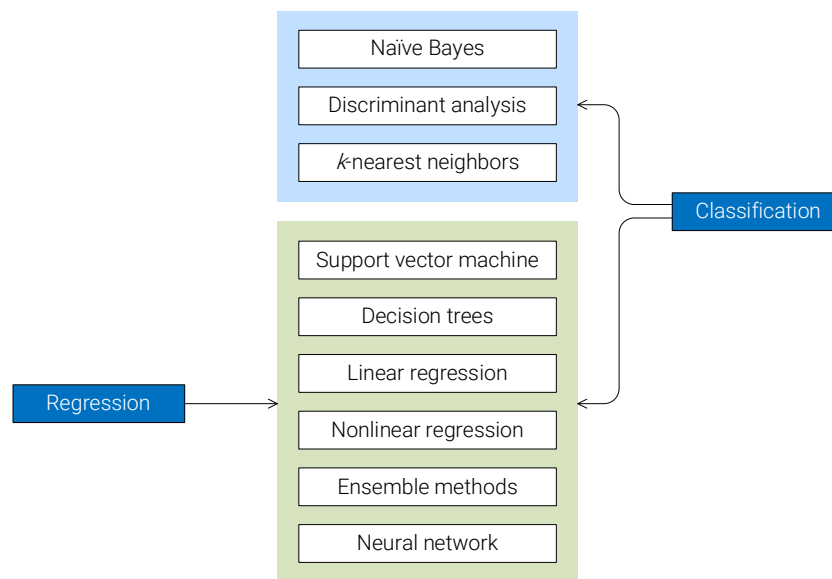 Naïve Bayes
Discriminant analysis
k-nearest neighbors
Classification
Support vector machine
Decision trees
Linear regression
Regression
Nonlinear regression
Ensemble methods
Neural network